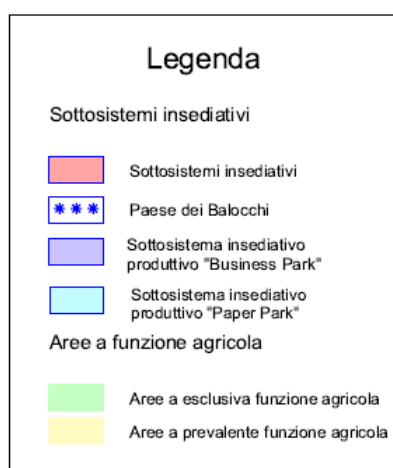 Legenda
Sottosistemi insediativi
Sottosistemi insediativi
Paese dei Balocchi
Sottosistema insediativo
produttivo "Business Park"
Sottosistema insediativo
produttivo "Paper Park"
Aree a funzione agricola
Aree a esclusiva funzione agricola
Aree a prevalente funzione agricola